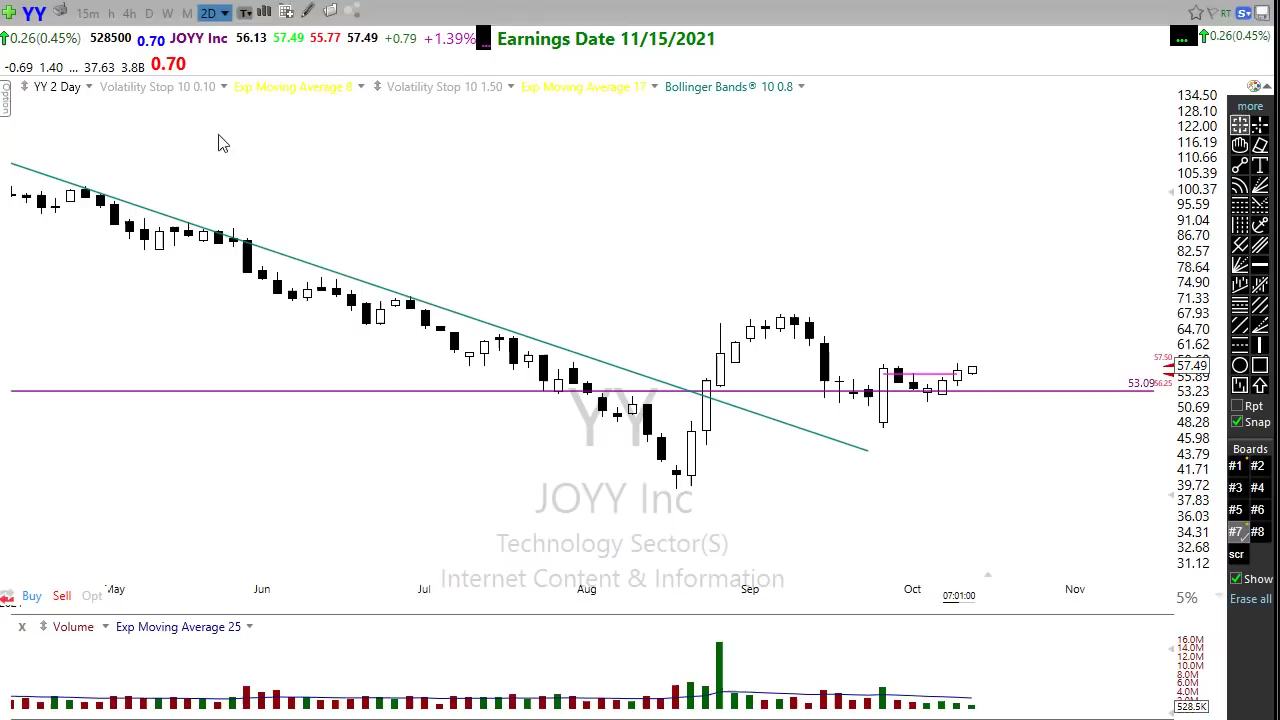 YY 15m h 4h D W M 2D T RT S
0.26(0.45%) 528500 0.70 JOYY Inc 56.13 57.49 55.77 57.49 +0.79 +1.39% ... Earnings Date 11/15/2021 ... 0.26(0.45%)
-0.69 1.40 ... 37.63 3.8B 0.70
Option
YY 2 Day Volatility Stop 10 0.10 Exp Moving Average 8 Volatility Stop 10 1.50 Exp Moving Average 17 Bollinger Bands® 10 0.8
134.50
128.10
122.00
116.19
110.66
105.39
100.37
95.59
91.04
86.70
82.57
78.64
74.90
71.33
67.93
64.70
61.62
57.50
57.49
55.89
53.09
56.25
53.23
50.69
48.28
45.98
43.79
41.71
39.72
37.83
36.03
34.31
32.68
31.12
YY
JOYY Inc
Technology Sector(S)
Internet Content & Information
May Jun Jul Aug Sep Oct Nov
07:01:00
Buy Sell Opt
5%
X Volume Exp Moving Average 25
16.0M
14.0M
12.0M
10.0M
8.0M
6.0M
4.0M
528.5K
more
T
Rpt
Snap
Boards
#1 #2
#3 #4
#5 #6
#7 #8
scr
Show
Erase all